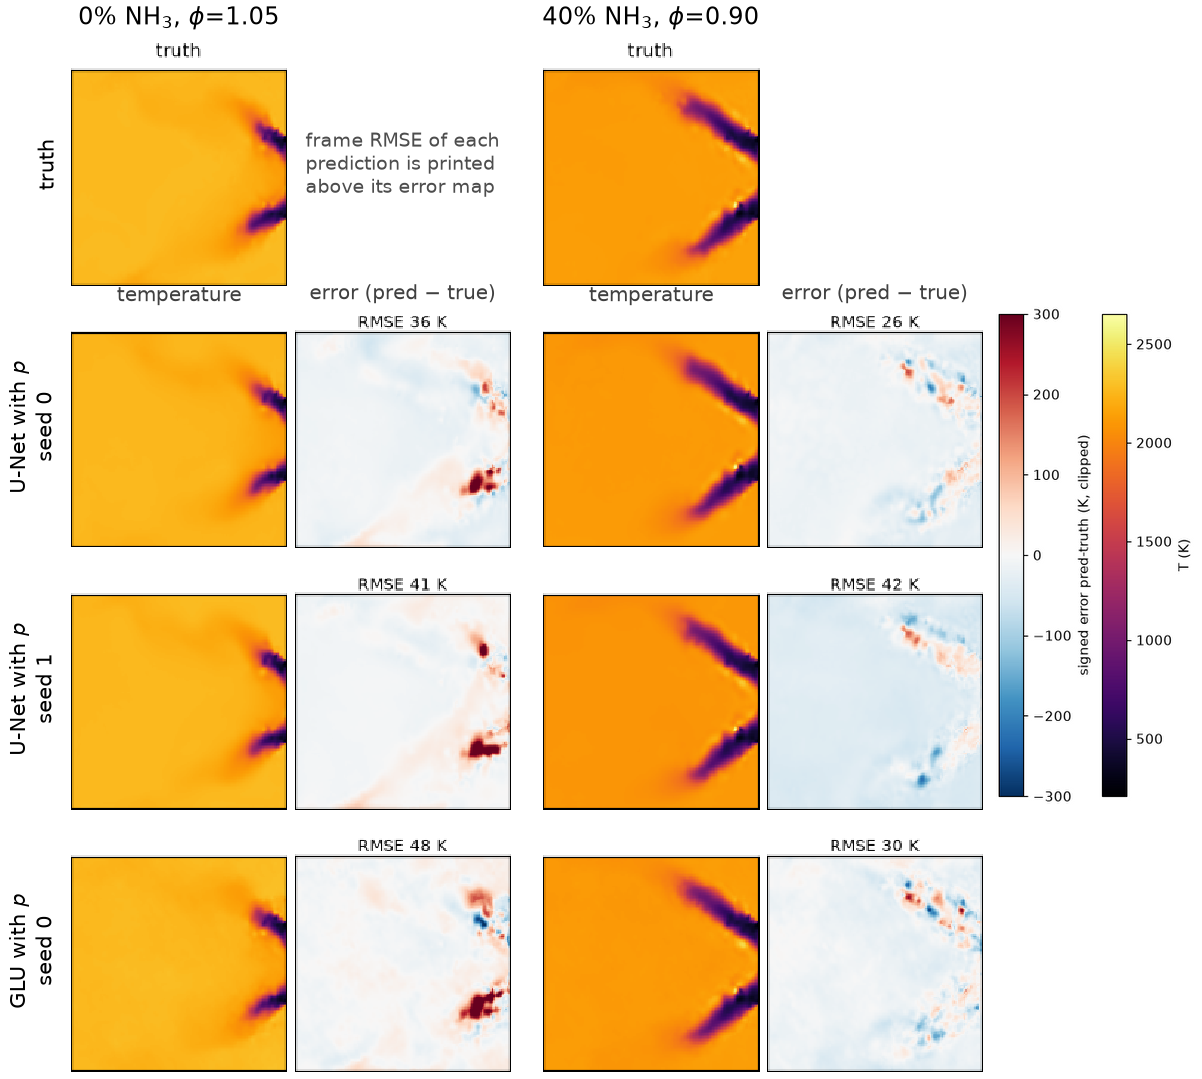 0% NH₃, ϕ=1.05
40% NH₃, ϕ=0.90
truth
truth
truth
frame RMSE of each
prediction is printed
above its error map
temperature
error (pred − true)
temperature
error (pred − true)
U-Net with p
seed 0
RMSE 36 K
RMSE 26 K
U-Net with p
seed 1
RMSE 41 K
RMSE 42 K
GLU with p
seed 0
RMSE 48 K
RMSE 30 K
300
200
100
0
−100
−200
−300
signed error pred-truth (K, clipped)
2500
2000
1500
1000
500
T (K)